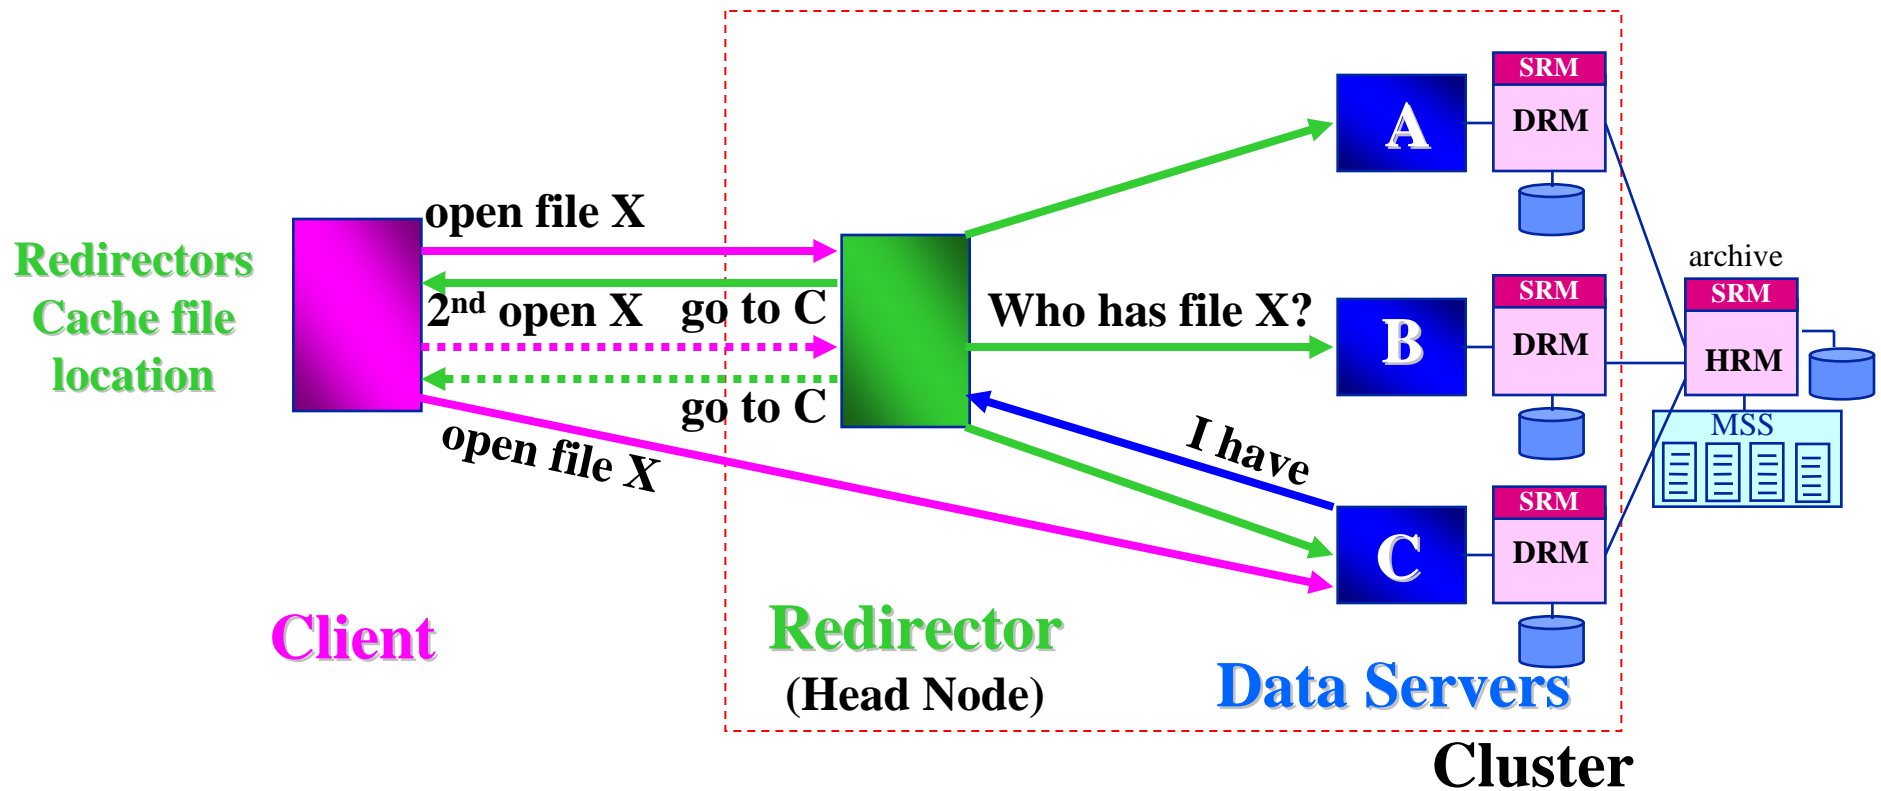 Redirectors
Cache file
location
open file X
2nd open X
go to C
go to C
open file X
Client
Who has file X?
I have
Redirector
(Head Node)
A
SRM
DRM
B
SRM
DRM
C
SRM
DRM
Data Servers
Cluster
archive
SRM
HRM
MSS